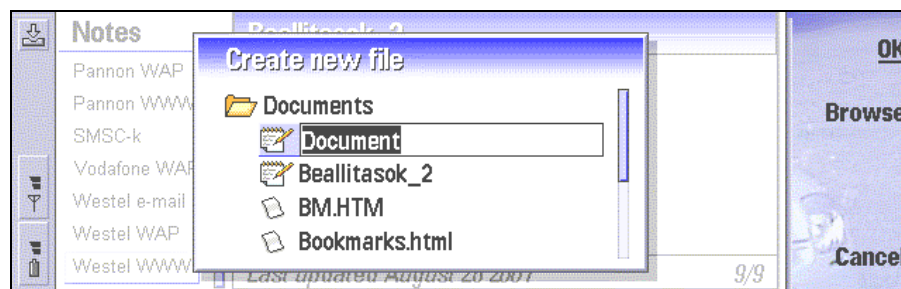 Notes
Pannon WAP
Pannon WWW
SMSC-k
Vodafone WAP
Westel e-mail
Westel WAP
Westel WWW
Beallitasok_2
Create new file
Documents
Document
Beallitasok_2
BM.HTM
Bookmarks.html
Last updated August 28 2001
9/9
OK
Browse
Cancel